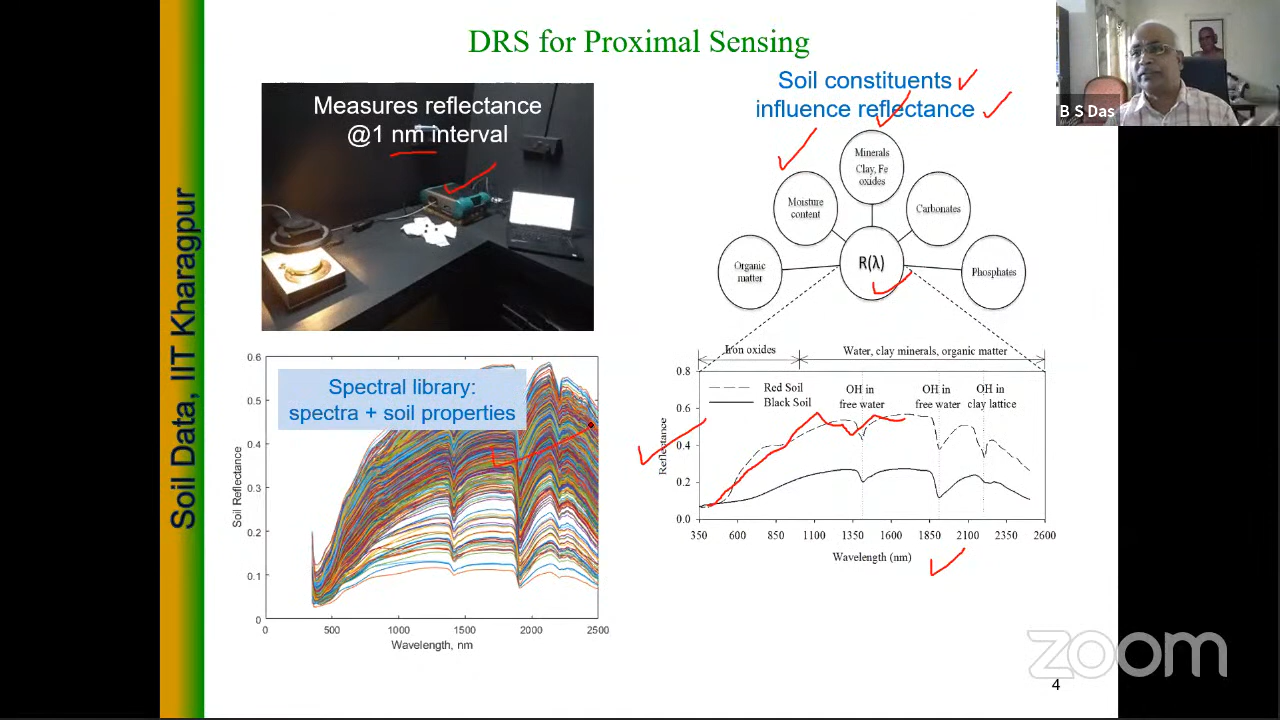 DRS for Proximal Sensing
Soil Data, IIT Kharagpur
Measures reflectance
@1 nm interval
Soil constituents
influence reflectance
B S Das
Minerals
Clay, Fe
oxides
Moisture
content
Carbonates
Organic
matter
R(λ)
Phosphates
Spectral library:
spectra + soil properties
Soil Reflectance
0.6
0.5
0.4
0.3
0.2
0.1
0
0 500 1000 1500 2000 2500
Wavelength, nm
Iron oxides
Water, clay minerals, organic matter
Reflectance
0.8
0.6
0.4
0.2
0.0
Red Soil
Black Soil
OH in
free water
OH in
free water
OH in
clay lattice
350 600 850 1100 1350 1600 1850 2100 2350 2600
Wavelength (nm)
zoom
4